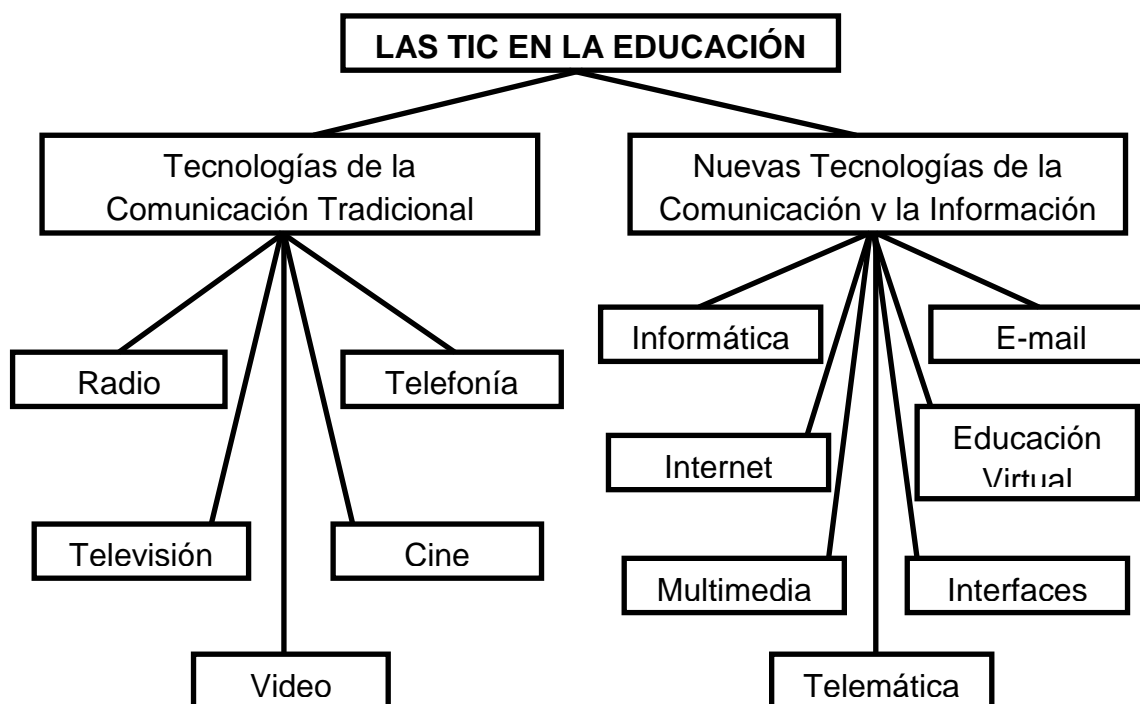 LAS TIC EN LA EDUCACIÓN
Tecnologías de la
Comunicación Tradicional
Nuevas Tecnologías de la
Comunicación y la Información
Radio
Telefonía
Televisión
Cine
Video
Informática
E-mail
Internet
Educación
Virtual
Multimedia
Interfaces
Telemática